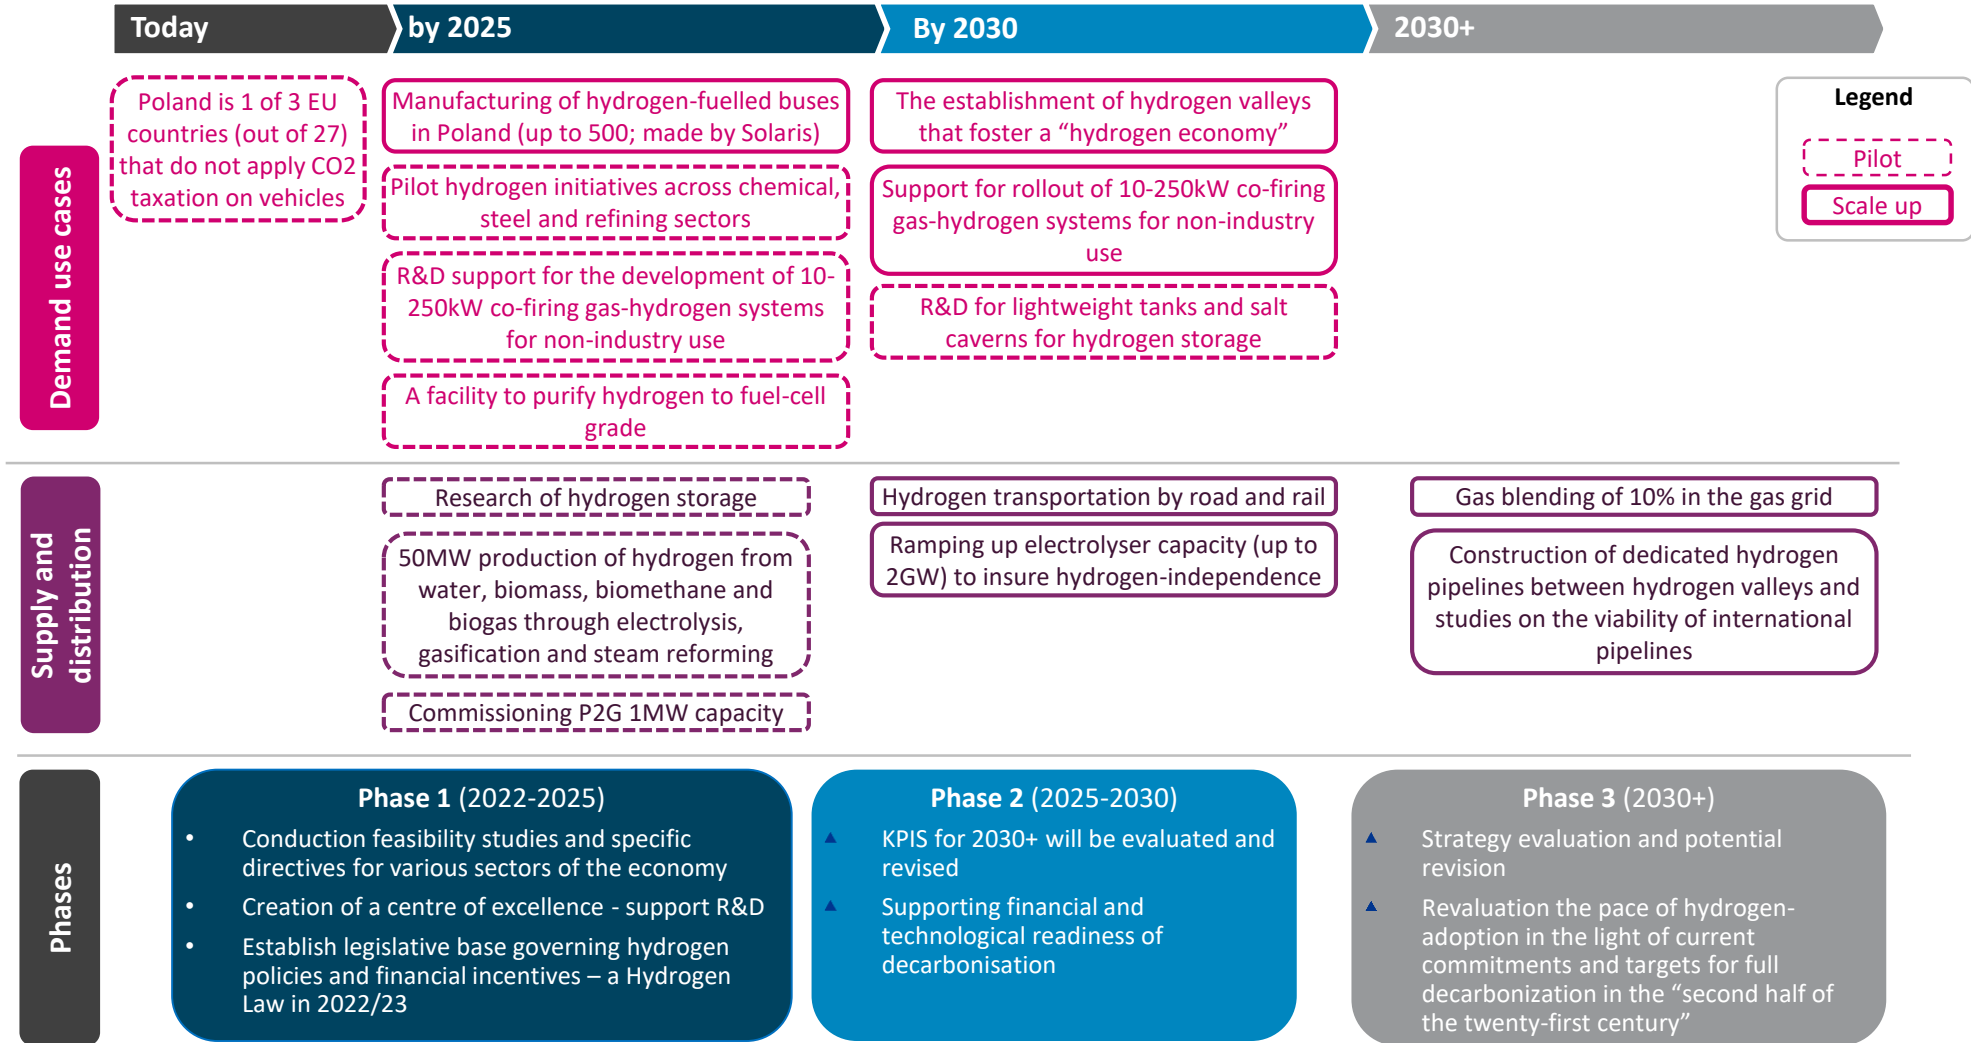 Today
by 2025
By 2030
2030+
Demand use cases
Poland is 1 of 3 EU
countries (out of 27)
that do not apply CO2
taxation on vehicles
Manufacturing of hydrogen-fuelled buses
in Poland (up to 500; made by Solaris)
Pilot hydrogen initiatives across chemical,
steel and refining sectors
R&D support for the development of 10-
250kW co-firing gas-hydrogen systems
for non-industry use
A facility to purify hydrogen to fuel-cell
grade
The establishment of hydrogen valleys
that foster a “hydrogen economy”
Support for rollout of 10-250kW co-firing
gas-hydrogen systems for non-industry
use
R&D for lightweight tanks and salt
caverns for hydrogen storage
Legend
Pilot
Scale up
Supply and
distribution
Research of hydrogen storage
50MW production of hydrogen from
water, biomass, biomethane and
biogas through electrolysis,
gasification and steam reforming
Commissioning P2G 1MW capacity
Hydrogen transportation by road and rail
Ramping up electrolyser capacity (up to
2GW) to insure hydrogen-independence
Gas blending of 10% in the gas grid
Construction of dedicated hydrogen
pipelines between hydrogen valleys and
studies on the viability of international
pipelines
Phases
Phase 1 (2022-2025)
• Conduction feasibility studies and specific
directives for various sectors of the economy
• Creation of a centre of excellence - support R&D
• Establish legislative base governing hydrogen
policies and financial incentives – a Hydrogen
Law in 2022/23
Phase 2 (2025-2030)
▲ KPIS for 2030+ will be evaluated and
revised
▲ Supporting financial and
technological readiness of
decarbonisation
Phase 3 (2030+)
▲ Strategy evaluation and potential
revision
▲ Revaluation the pace of hydrogen-
adoption in the light of current
commitments and targets for full
decarbonization in the “second half of
the twenty-first century”